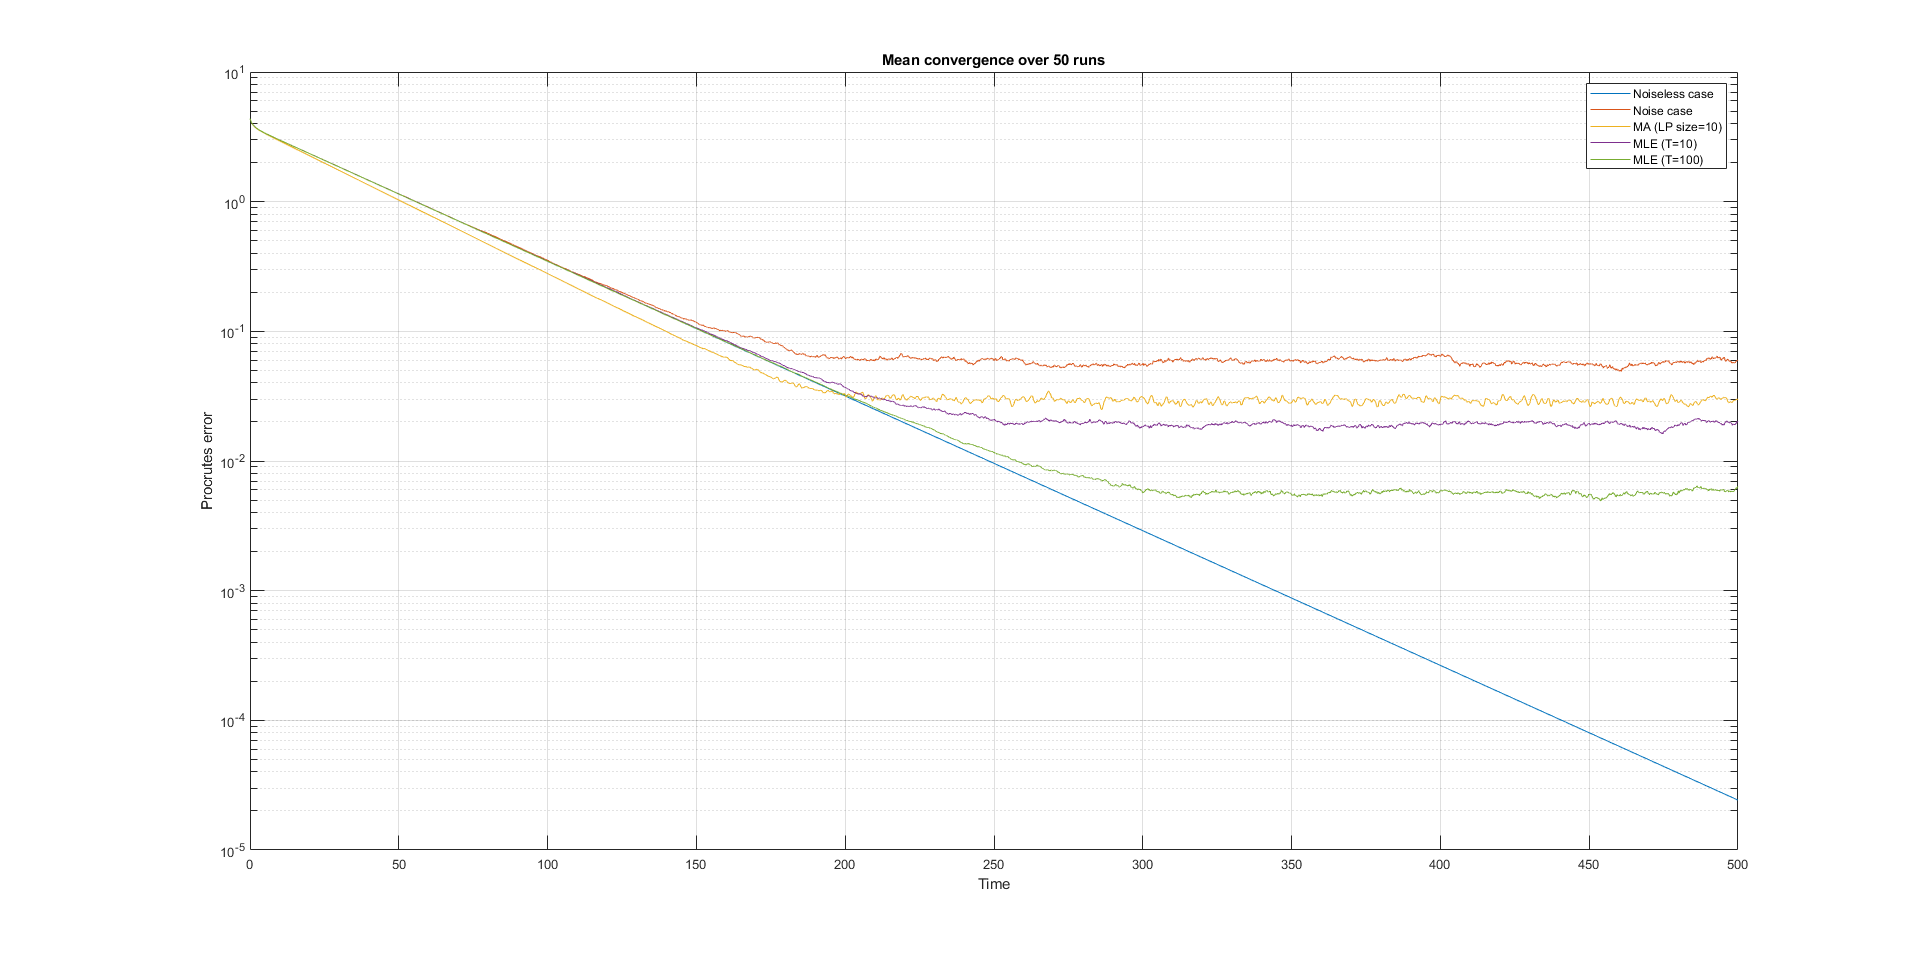 Mean convergence over 50 runs
Noiseless case
Noise case
MA (LP size=10)
MLE (T=10)
MLE (T=100)
10^1
10^0
10^-1
10^-2
10^-3
10^-4
10^-5
Procrutes error
0 50 100 150 200 250 300 350 400 450 500
Time